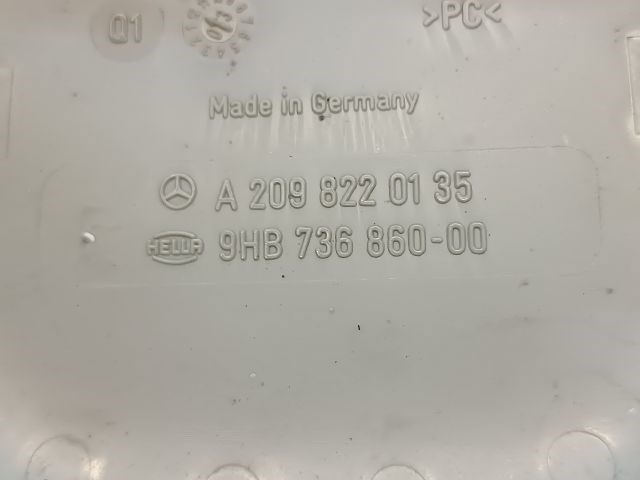 Q1
>PC<
Made in Germany
A 209 822 01 35
HELLA 9HB 736 860-00